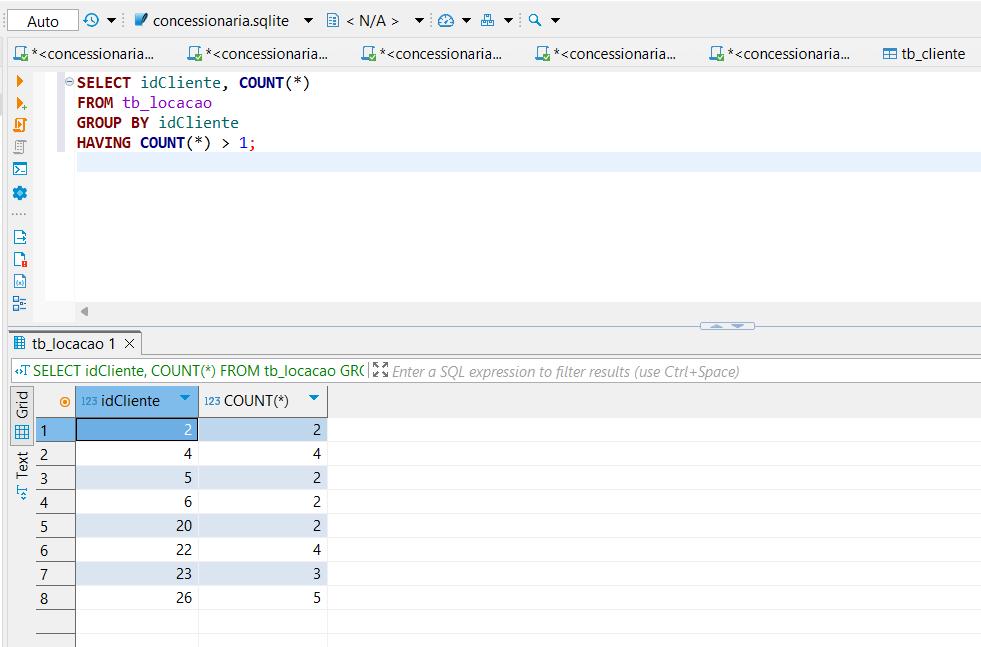 Auto concessionaria.sqlite < N/A >
*<concessionaria... *<concessionaria... *<concessionaria... *<concessionaria... *<concessionaria... tb_cliente
SELECT idCliente, COUNT(*)
FROM tb_locacao
GROUP BY idCliente
HAVING COUNT(*) > 1;
tb_locacao 1
SELECT idCliente, COUNT(*) FROM tb_locacao GRO Enter a SQL expression to filter results (use Ctrl+Space)
Grid
Text
123 idCliente 123 COUNT(*)
1 2 2
2 4 4
3 5 2
4 6 2
5 20 2
6 22 4
7 23 3
8 26 5